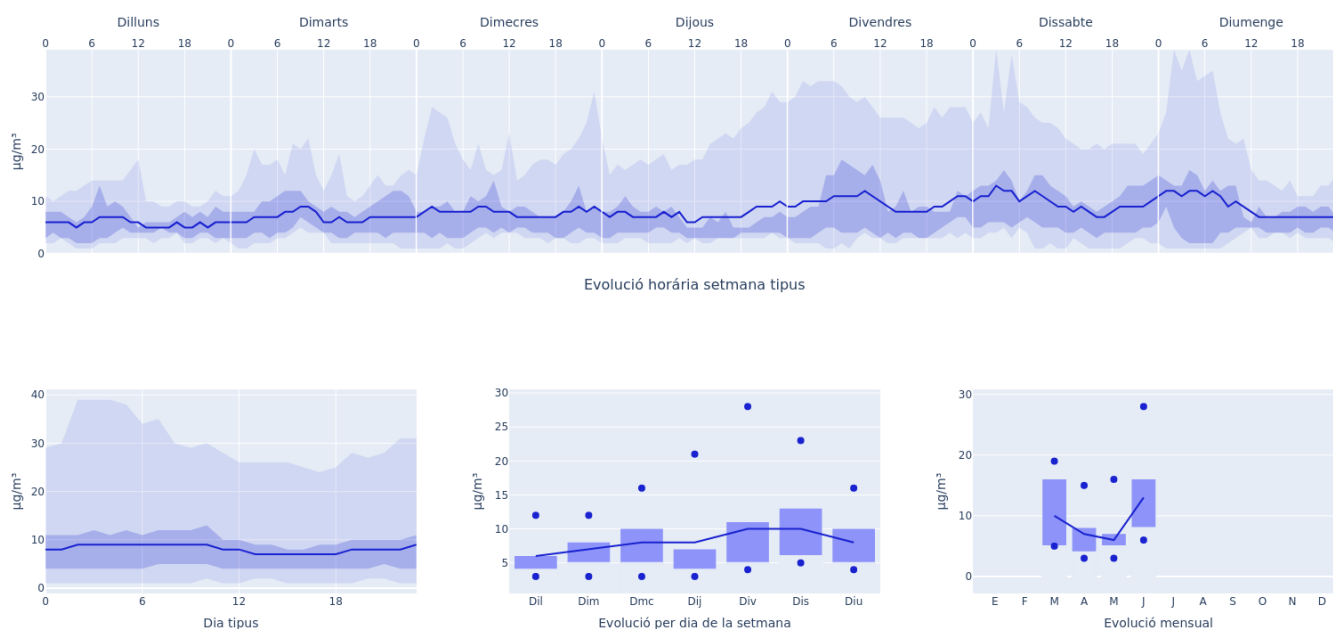 Dilluns Dimarts Dimecres Dijous Divendres Dissabte Diumenge
0 6 12 18 0 6 12 18 0 6 12 18 0 6 12 18 0 6 12 18 0 6 12 18 0 6 12 18
30
20
10
0
µg/m³
Evolució horária setmana tipus
40
30
20
10
0
µg/m³
0 6 12 18
Dia tipus
30
25
20
15
10
5
µg/m³
Dil Dim Dmc Dij Div Dis Diu
Evolució per dia de la setmana
30
20
10
0
µg/m³
E F M A M J J A S O N D
Evolució mensual